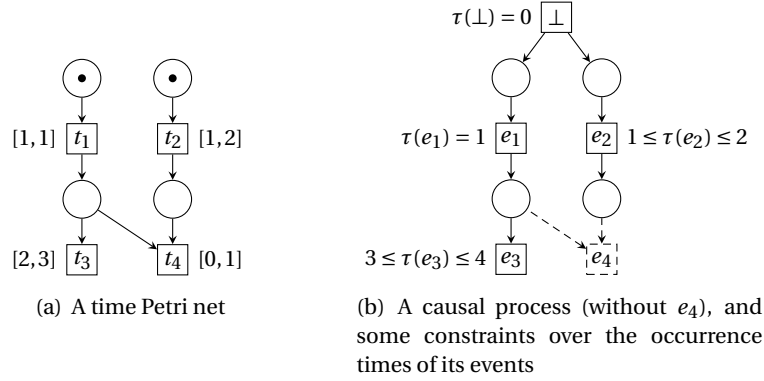 τ(⊥) = 0 ⊥
[1, 1] t1 t2 [1, 2]
τ(e1) = 1 e1 e2 1 ≤ τ(e2) ≤ 2
[2, 3] t3 t4 [0, 1]
3 ≤ τ(e3) ≤ 4 e3 e4
(a) A time Petri net
(b) A causal process (without e4), and
some constraints over the occurrence
times of its events